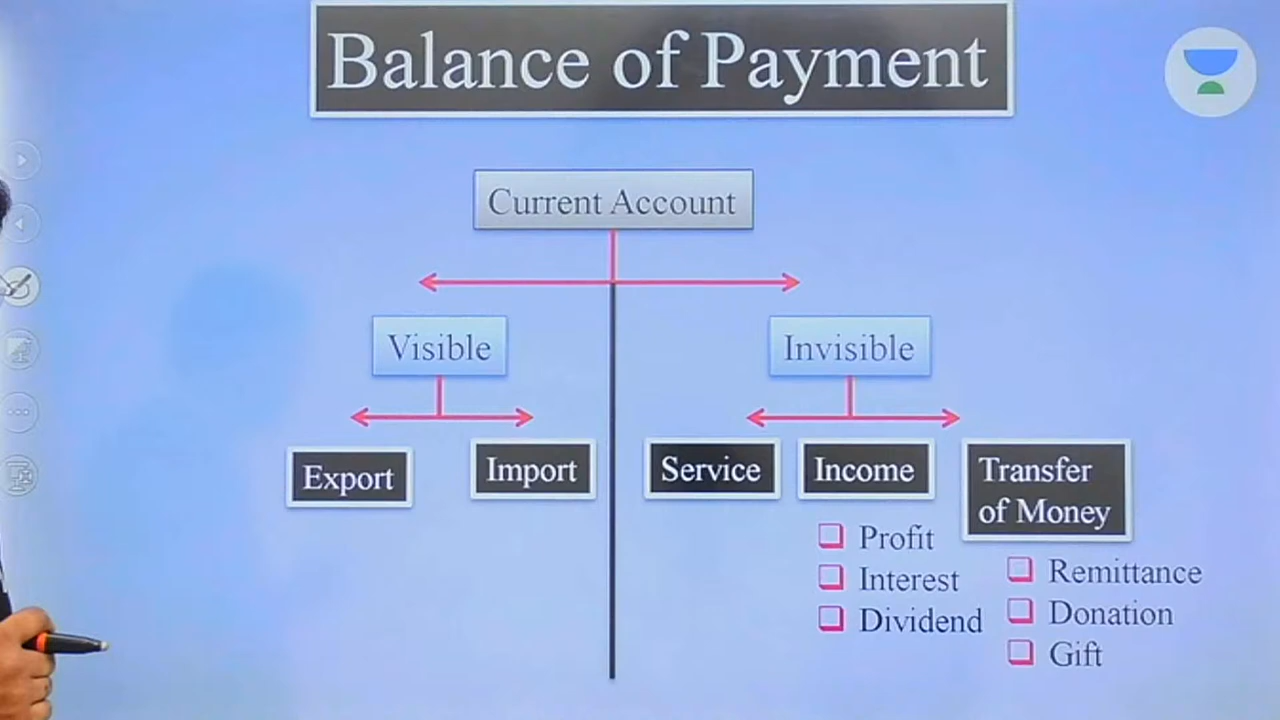 Balance of Payment
Current Account
Visible
Invisible
Export
Import
Service
Income
Transfer
of Money
Profit
Interest
Dividend
Remittance
Donation
Gift